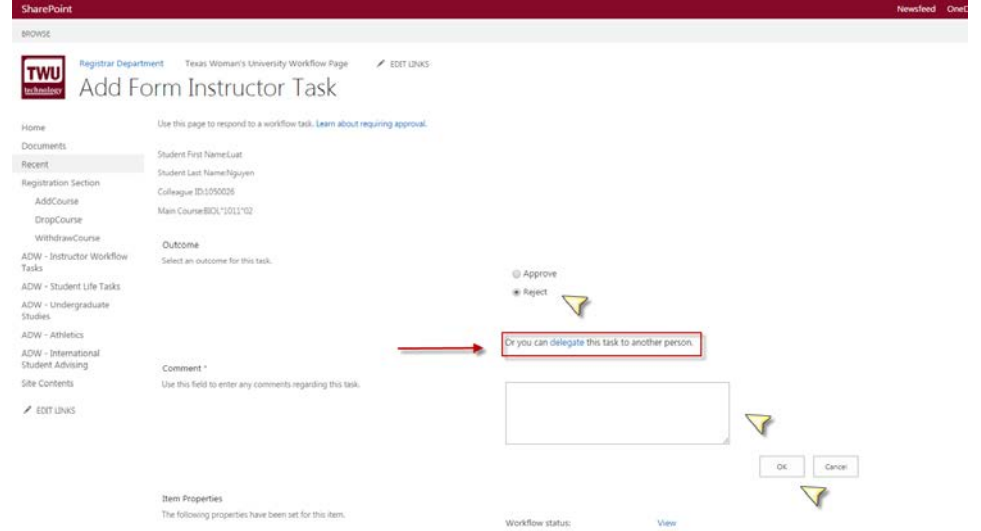 SharePoint
Newsfeed
BROWSE
TWU
technology
Registrar Department
Texas Woman's University Workflow Page
EDIT LINKS
Add Form Instructor Task
Home
Documents
Recent
Registration Section
AddCourse
DropCourse
WithdrawCourse
ADW - Instructor Workflow
Tasks
ADW - Student Life Tasks
ADW - Undergraduate
Studies
ADW - Athletics
ADW - International
Student Advising
Site Contents
EDIT LINKS
Use this page to respond to a workflow task. Learn about requiring approval.
Student First Name:Luat
Student Last Name:Nguyen
Colleague ID:1050026
Main Course:BIOL*1011*02
Outcome
Select an outcome for this task.
Approve
Reject
Or you can delegate this task to another person.
Comment *
Use this field to enter any comments regarding this task.
OK
Cancel
Item Properties
The following properties have been set for this item.
Workflow status:
View